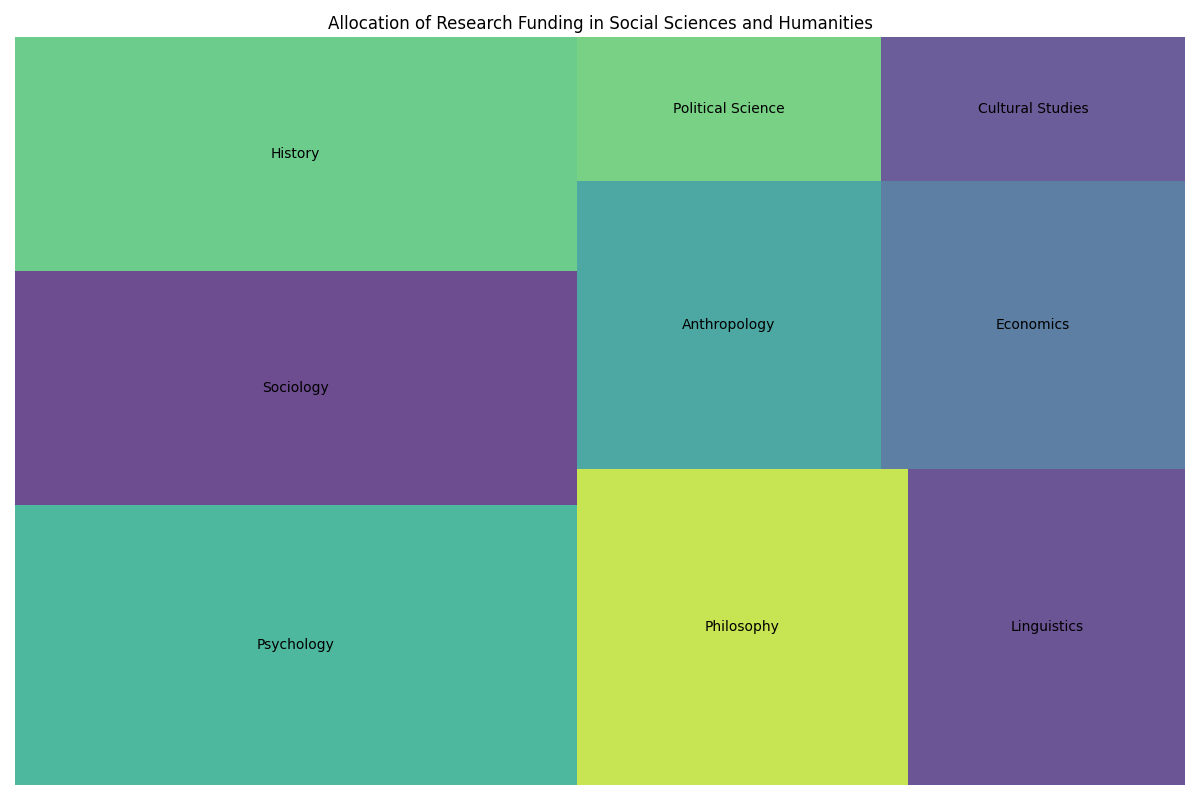 Allocation of Research Funding in Social Sciences and Humanities
History
Sociology
Psychology
Political Science
Cultural Studies
Anthropology
Economics
Philosophy
Linguistics